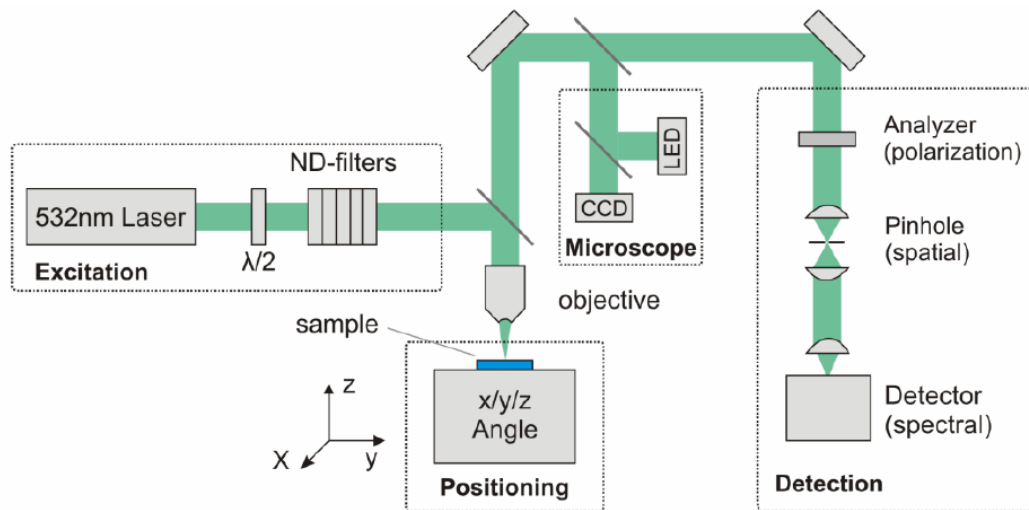 ND-filters
532nm Laser
λ/2
Excitation
LED
CCD
Microscope
objective
sample
x/y/z
Angle
Positioning
z
y
X
Analyzer
(polarization)
Pinhole
(spatial)
Detector
(spectral)
Detection